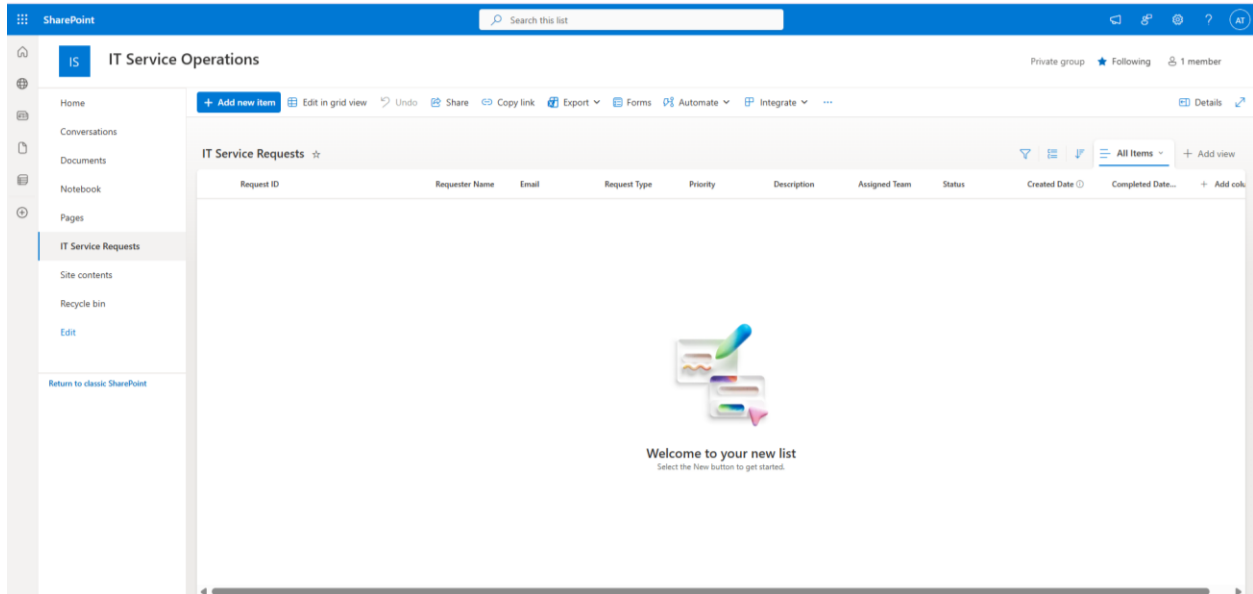 SharePoint
Search this list
AT
IS
IT Service Operations
Private group
Following
1 member
Home
Conversations
Documents
Notebook
Pages
IT Service Requests
Site contents
Recycle bin
Edit
Return to classic SharePoint
+ Add new item
Edit in grid view
Undo
Share
Copy link
Export
Forms
Automate
Integrate
...
Details
IT Service Requests
All Items
+ Add view
Request ID
Requester Name
Email
Request Type
Priority
Description
Assigned Team
Status
Created Date
Completed Date...
+ Add colu
Welcome to your new list
Select the New button to get started.